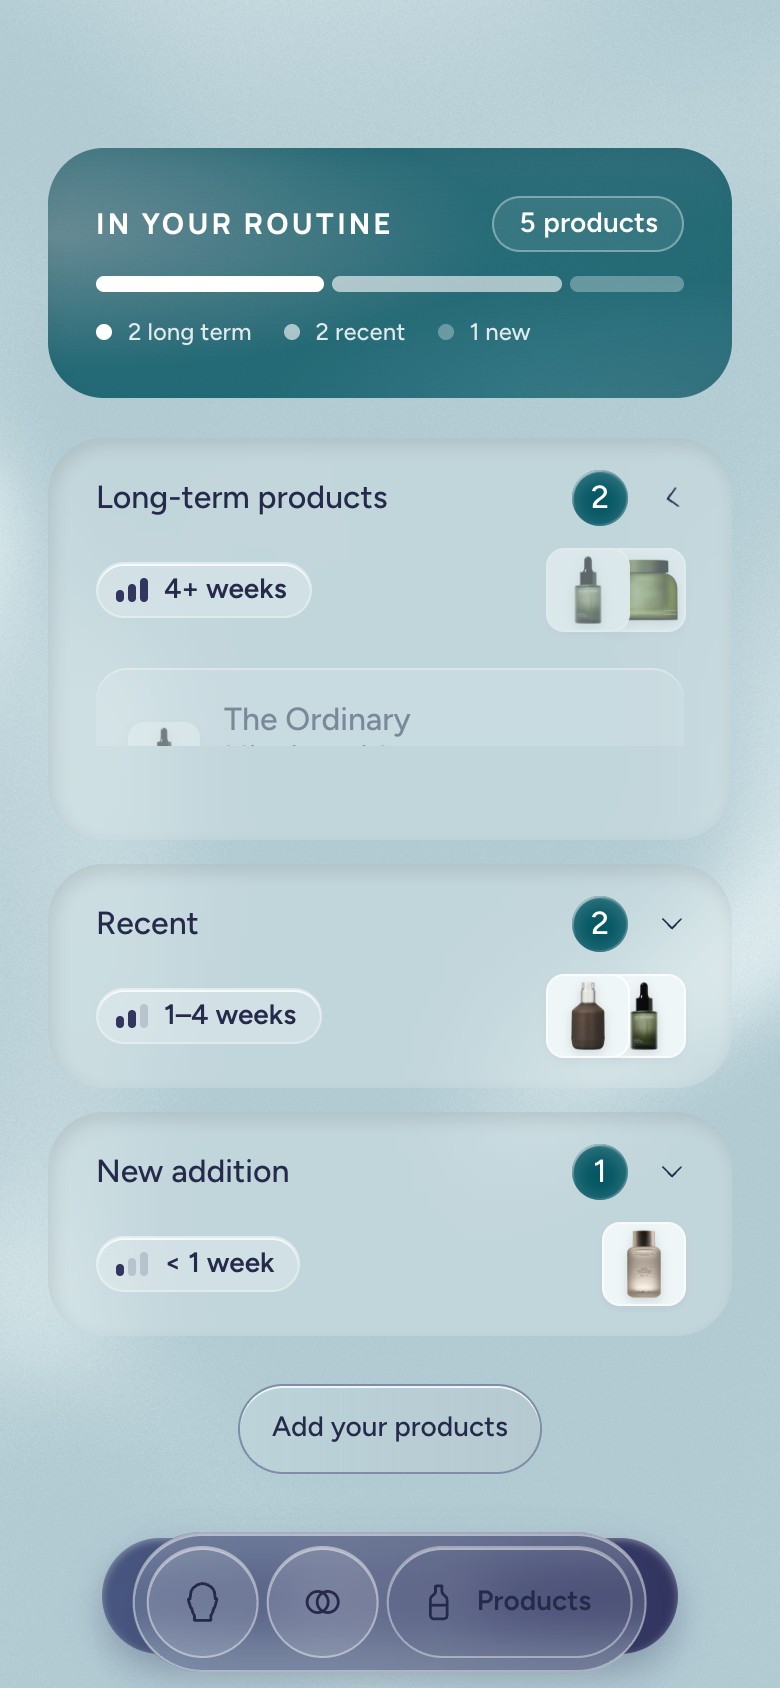 IN YOUR ROUTINE
5 products
2 long term
2 recent
1 new
Long-term products
2
4+ weeks
The Ordinary
Recent
2
1–4 weeks
New addition
1
< 1 week
Add your products
Products